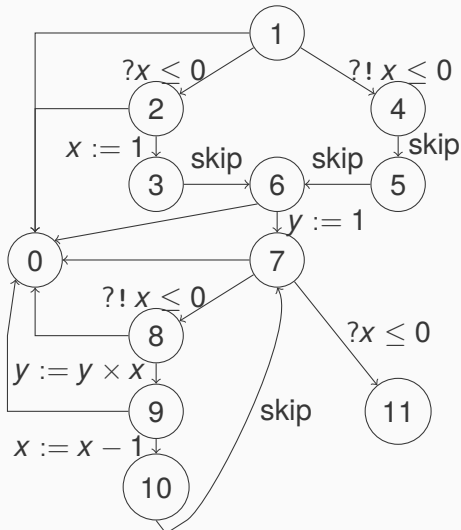 1
?x ≤ 0
?! x ≤ 0
2
4
x := 1
skip
skip
skip
3
6
5
y := 1
0
7
?! x ≤ 0
8
?x ≤ 0
y := y × x
9
skip
11
x := x − 1
10